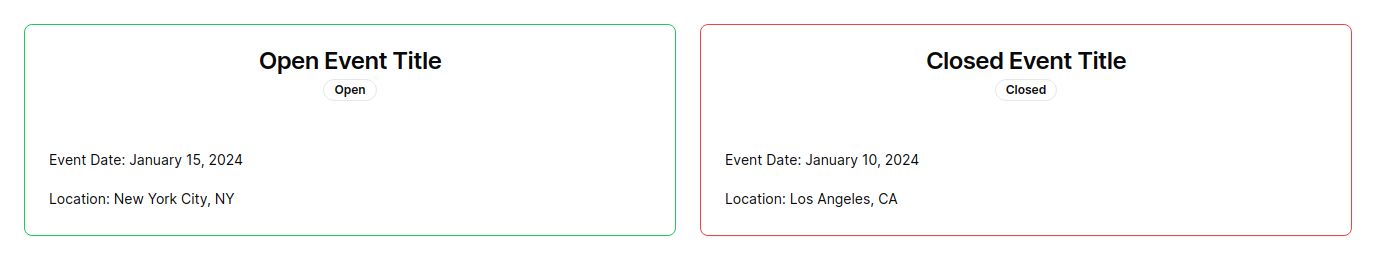 Open Event Title
Open
Event Date: January 15, 2024
Location: New York City, NY
Closed Event Title
Closed
Event Date: January 10, 2024
Location: Los Angeles, CA